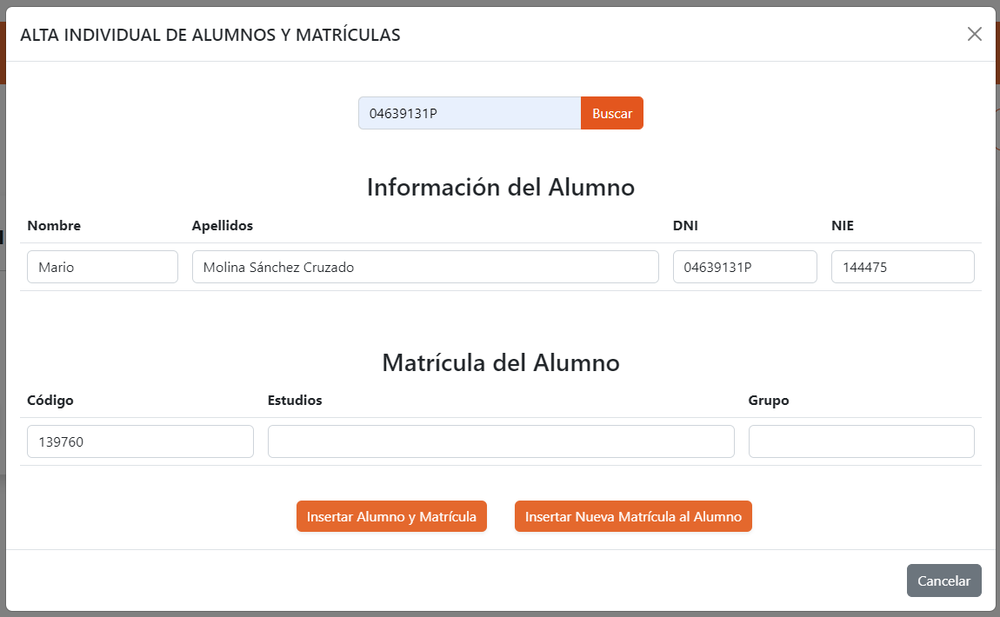 ALTA INDIVIDUAL DE ALUMNOS Y MATRÍCULAS
04639131P Buscar
Información del Alumno
Nombre Apellidos DNI NIE
Mario Molina Sánchez Cruzado 04639131P 144475
Matrícula del Alumno
Código Estudios Grupo
139760
Insertar Alumno y Matrícula Insertar Nueva Matrícula al Alumno
Cancelar